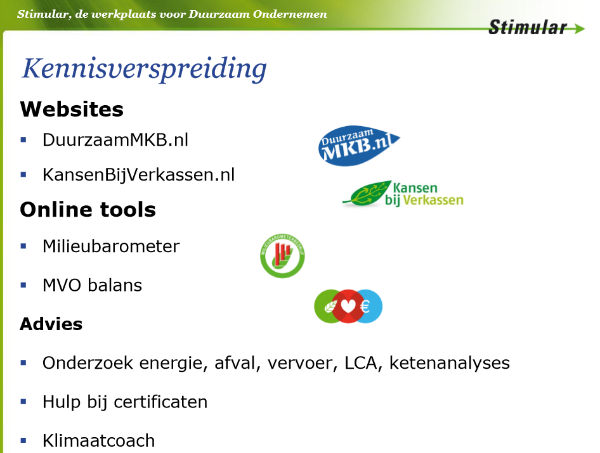 Stimular, de werkplaats voor Duurzaam Ondernemen
Stimular
Kennisverspreiding
Websites
DuurzaamMKB.nl
Duurzaam
MKB.nl
KansenBijVerkassen.nl
Kansen
bij Verkassen
Online tools
Milieubarometer
MVO balans
€
Advies
Onderzoek energie, afval, vervoer, LCA, ketenanalyses
Hulp bij certificaten
Klimaatcoach